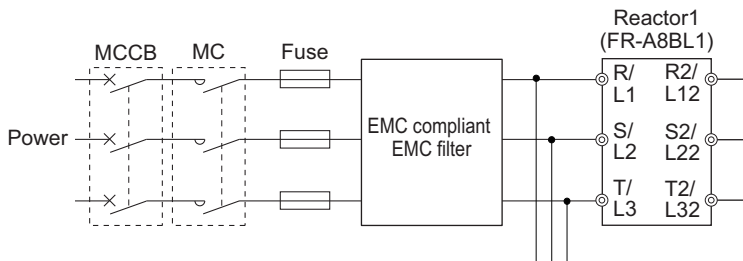 Reactor1
(FR-A8BL1)
MCCB
MC
Fuse
Power
EMC compliant
EMC filter
R/
L1
R2/
L12
S/
L2
S2/
L22
T/
L3
T2/
L32